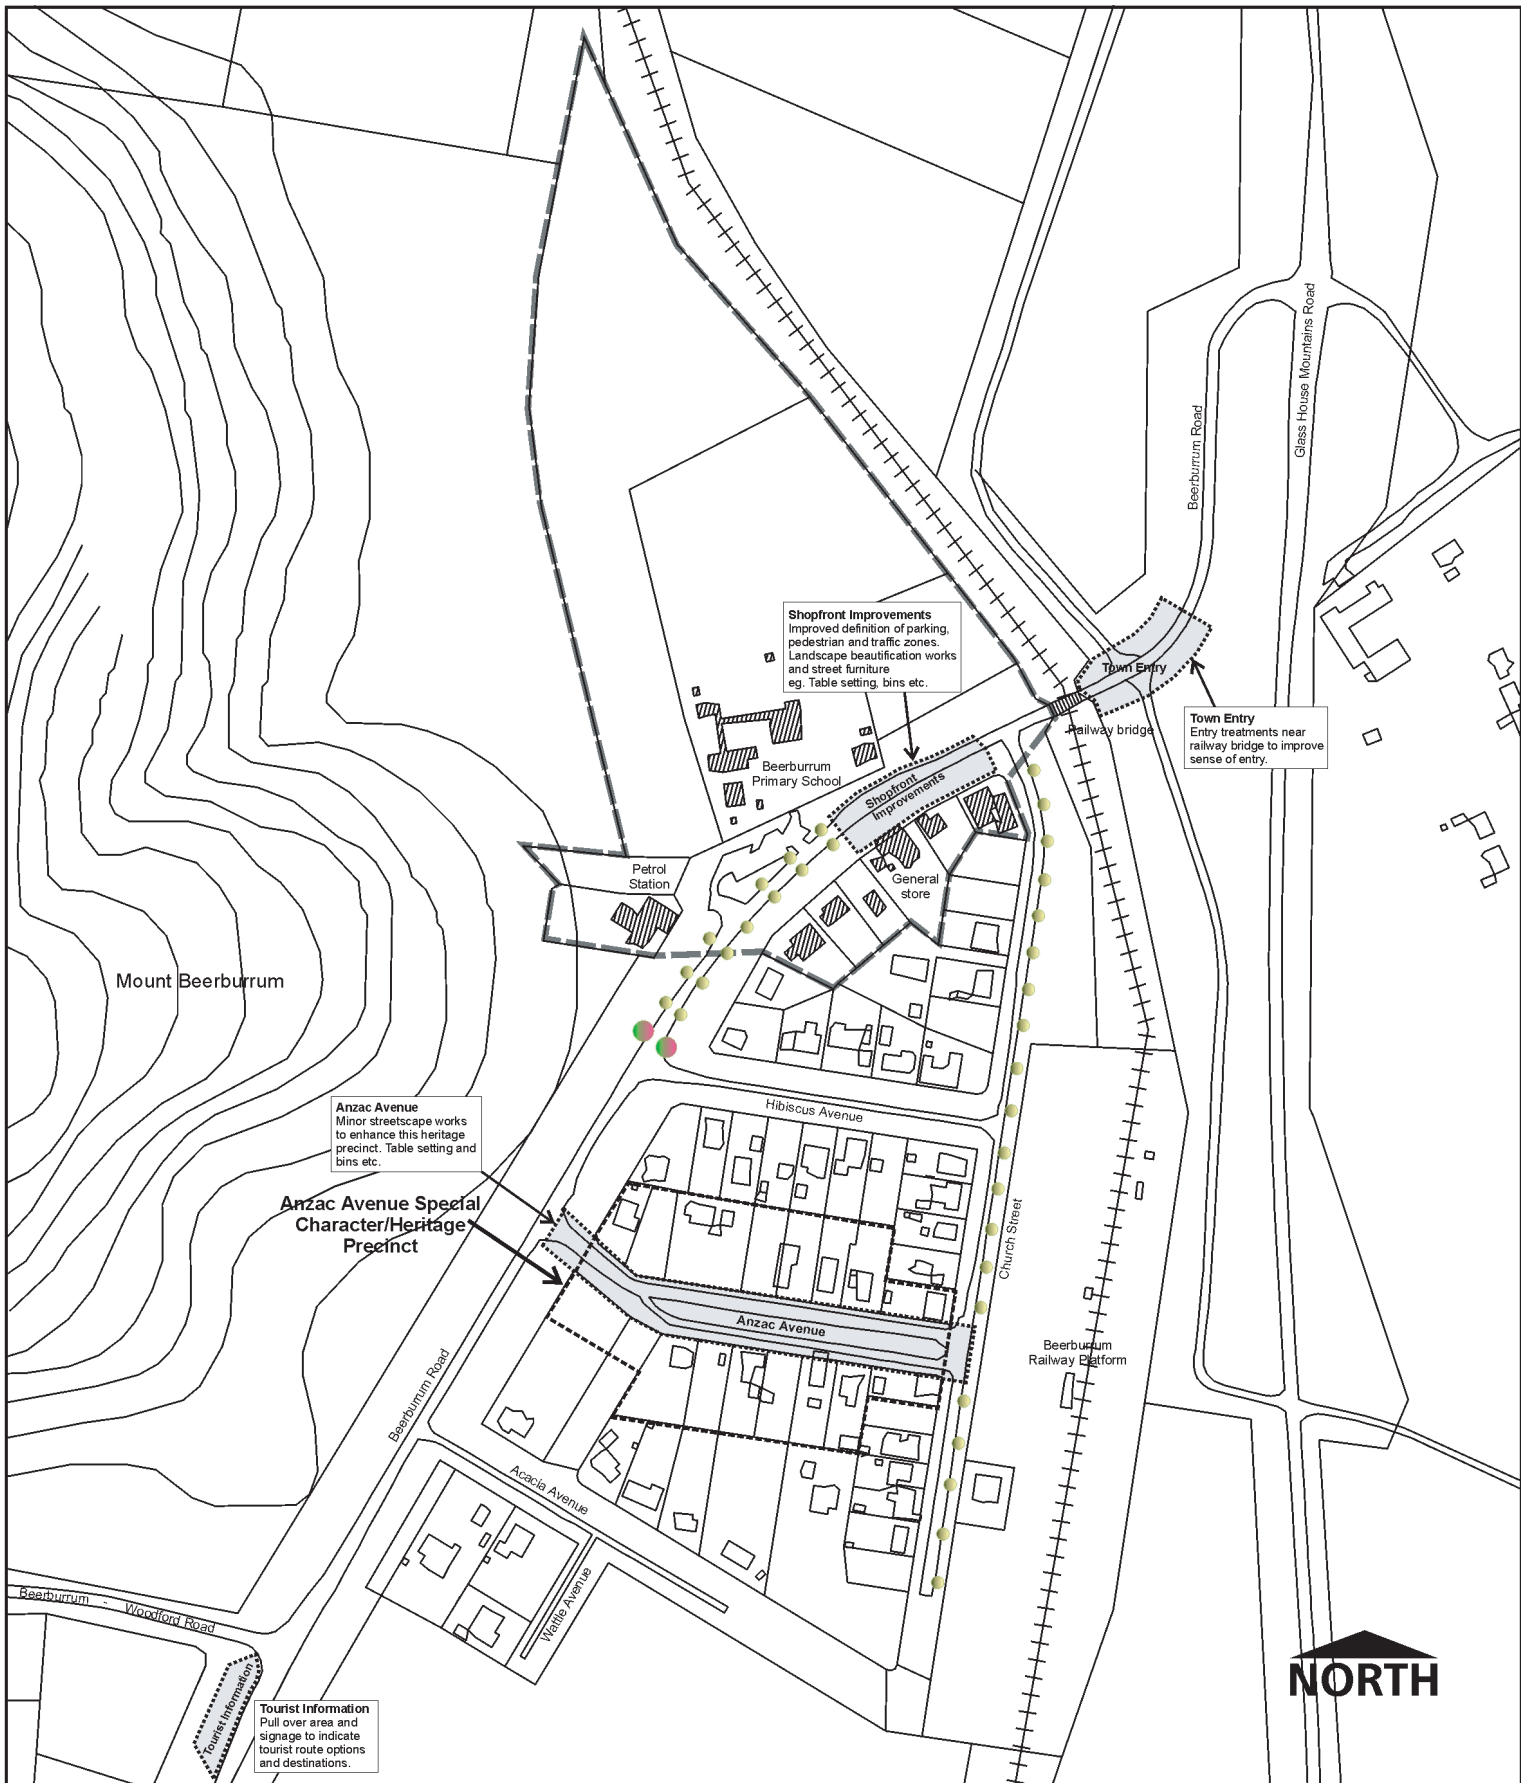 Glass House Mountains Road
Beerburrum Road
Shopfront Improvements
Improved definition of parking,
pedestrian and traffic zones.
Landscape beautification works
and street furniture
eg. Table setting, bins etc.
Town Entry
Town Entry
Entry treatments near
railway bridge to improve
sense of entry.
Railway bridge
Beerburrum
Primary School
Shopfront
Improvements
Petrol
Station
General
store
Mount Beerburrum
Anzac Avenue
Minor streetscape works
to enhance this heritage
precinct. Table setting and
bins etc.
Hibiscus Avenue
Anzac Avenue Special
Character/Heritage
Precinct
Church Street
Anzac Avenue
Beerburrum
Railway Platform
Beerburrum Road
Acacia Avenue
Wattle Avenue
Beerburrum - Woodford Road
Tourist Information
Tourist Information
Pull over area and
signage to indicate
tourist route options
and destinations.
NORTH